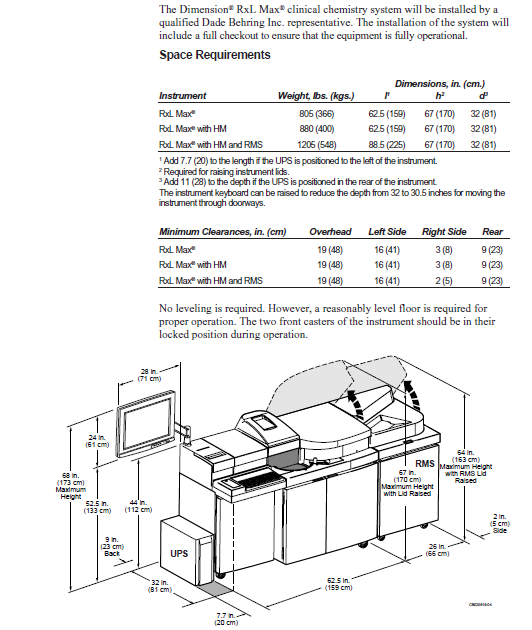 The Dimension® RxL Max® clinical chemistry system will be installed by a
qualified Dade Behring Inc. representative. The installation of the system will
include a full checkout to ensure that the equipment is fully operational.
Space Requirements
Dimensions, in. (cm.)
Instrument Weight, lbs. (kgs.) l¹ h² d³
RxL Max® 805 (366) 62.5 (159) 67 (170) 32 (81)
RxL Max® with HM 880 (400) 62.5 (159) 67 (170) 32 (81)
RxL Max® with HM and RMS 1205 (548) 88.5 (225) 67 (170) 32 (81)
¹ Add 7.7 (20) to the length if the UPS is positioned to the left of the instrument.
² Required for raising instrument lids.
³ Add 11 (28) to the depth if the UPS is positioned in the rear of the instrument.
The instrument keyboard can be raised to reduce the depth from 32 to 30.5 inches for moving the
instrument through doorways.
Minimum Clearances, in. (cm) Overhead Left Side Right Side Rear
RxL Max® 19 (48) 16 (41) 3 (8) 9 (23)
RxL Max® with HM 19 (48) 16 (41) 3 (8) 9 (23)
RxL Max® with HM and RMS 19 (48) 16 (41) 2 (5) 9 (23)
No leveling is required. However, a reasonably level floor is required for
proper operation. The two front casters of the instrument should be in their
locked position during operation.
28 in.
(71 cm)
24 in.
(61 cm)
68 in.
(173 cm)
Maximum
Height
52.5 in.
(133 cm)
44 in.
(112 cm)
9 in.
(23 cm)
Back
UPS
32 in.
(81 cm)
7.7 in.
(20 cm)
62.5 in.
(159 cm)
RMS
67 in.
(170 cm)
Maximum Height
with Lid Raised
64 in.
(163 cm)
Maximum Height
with RMS Lid
Raised
2 in.
(5 cm)
Side
26 in.
(66 cm)